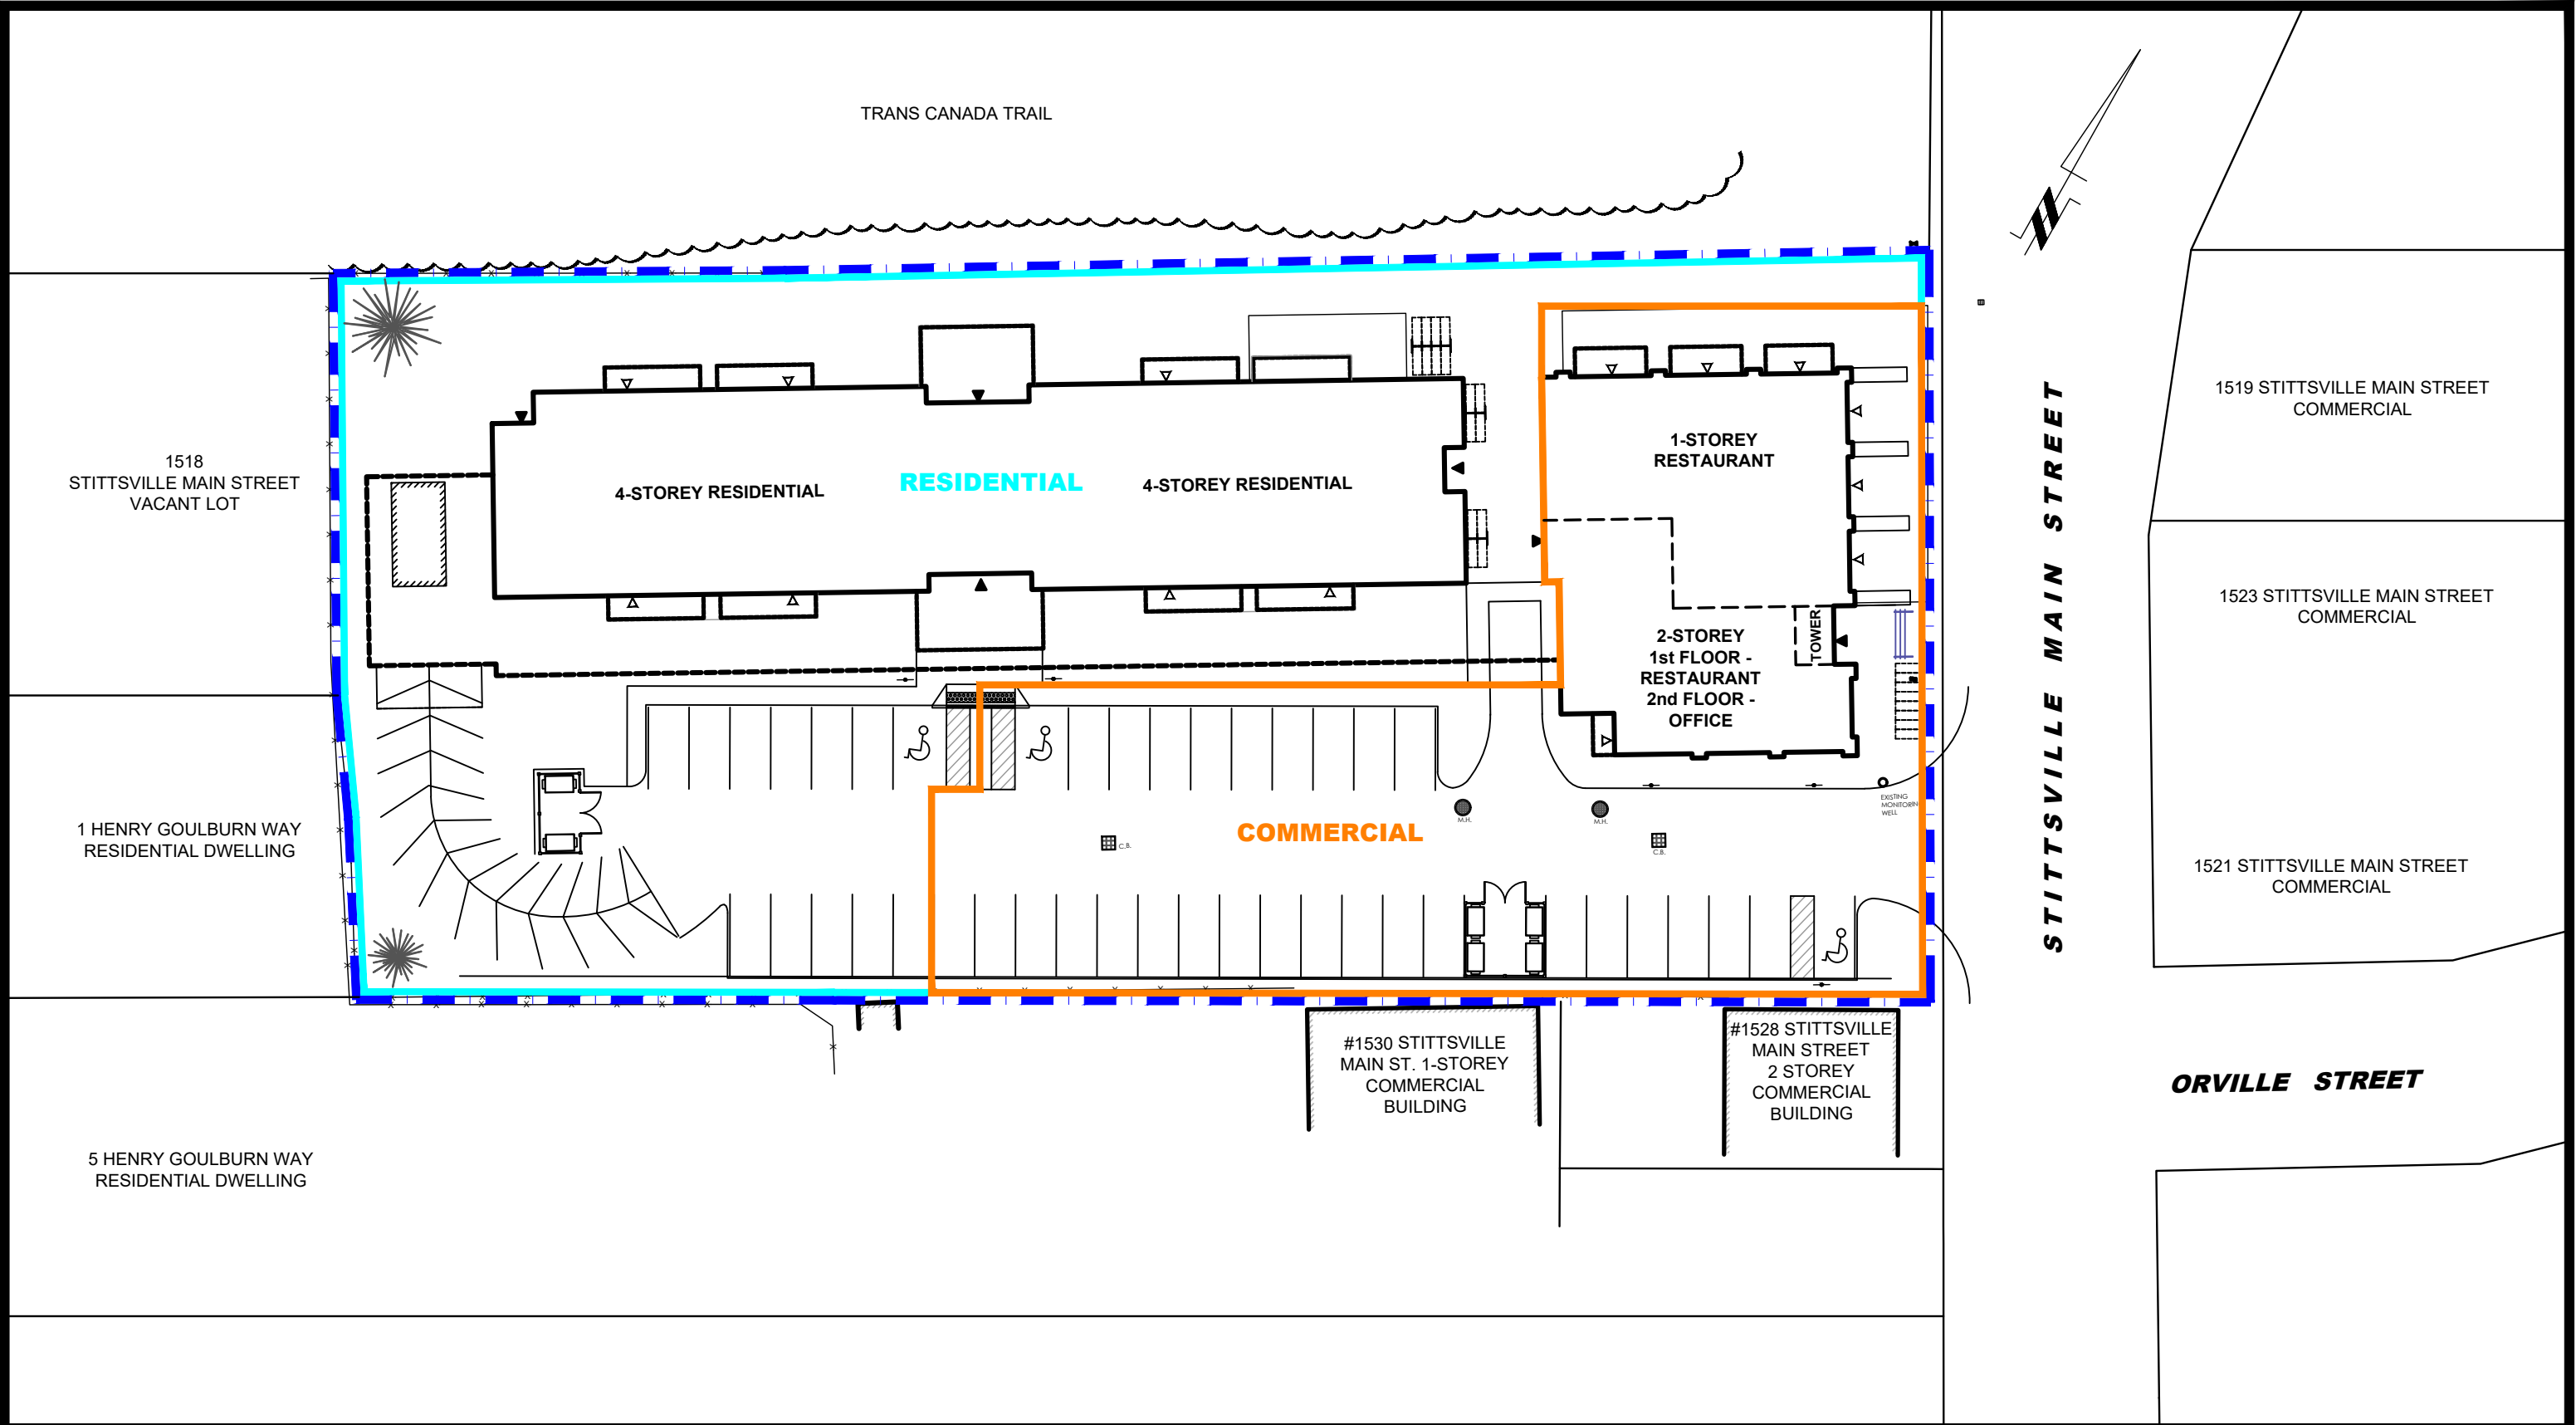 TRANS CANADA TRAIL
1518
STITTSVILLE MAIN STREET
VACANT LOT
4-STOREY RESIDENTIAL
RESIDENTIAL
4-STOREY RESIDENTIAL
1-STOREY
RESTAURANT
2-STOREY
1st FLOOR -
RESTAURANT
2nd FLOOR -
OFFICE
TOWER
STITTSVILLE MAIN STREET
1519 STITTSVILLE MAIN STREET
COMMERCIAL
1523 STITTSVILLE MAIN STREET
COMMERCIAL
1521 STITTSVILLE MAIN STREET
COMMERCIAL
1 HENRY GOULBURN WAY
RESIDENTIAL DWELLING
COMMERCIAL
C.B.
M.H.
M.H.
C.B.
EXISTING
MONITORIN
WELL
#1530 STITTSVILLE
MAIN ST. 1-STOREY
COMMERCIAL
BUILDING
#1528 STITTSVILLE
MAIN STREET
2 STOREY
COMMERCIAL
BUILDING
ORVILLE STREET
5 HENRY GOULBURN WAY
RESIDENTIAL DWELLING